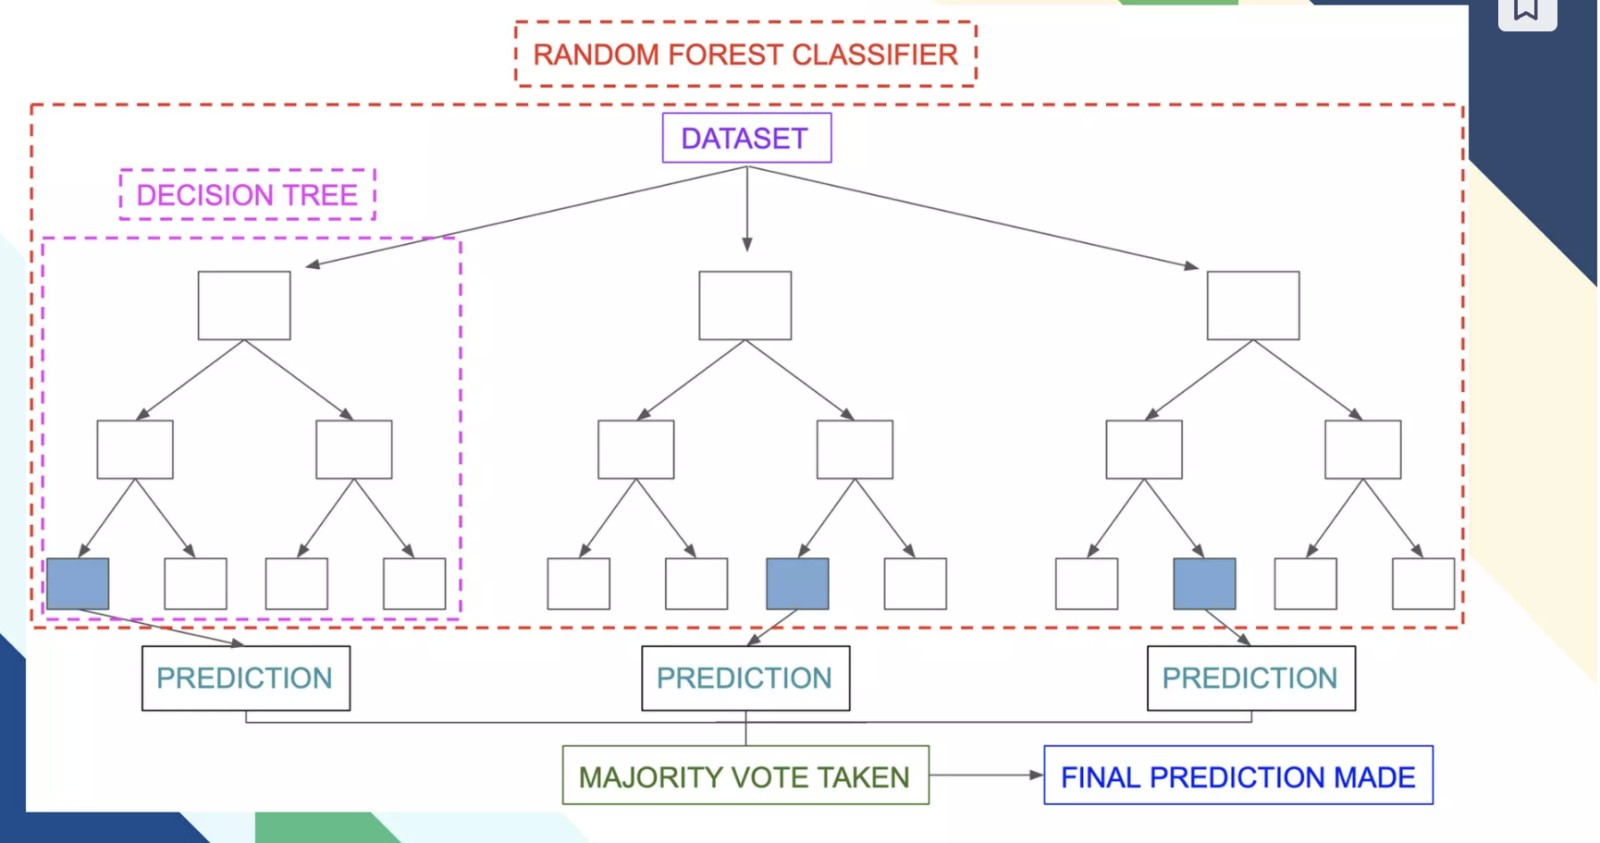 RANDOM FOREST CLASSIFIER
DATASET
DECISION TREE
PREDICTION
PREDICTION
PREDICTION
MAJORITY VOTE TAKEN
FINAL PREDICTION MADE